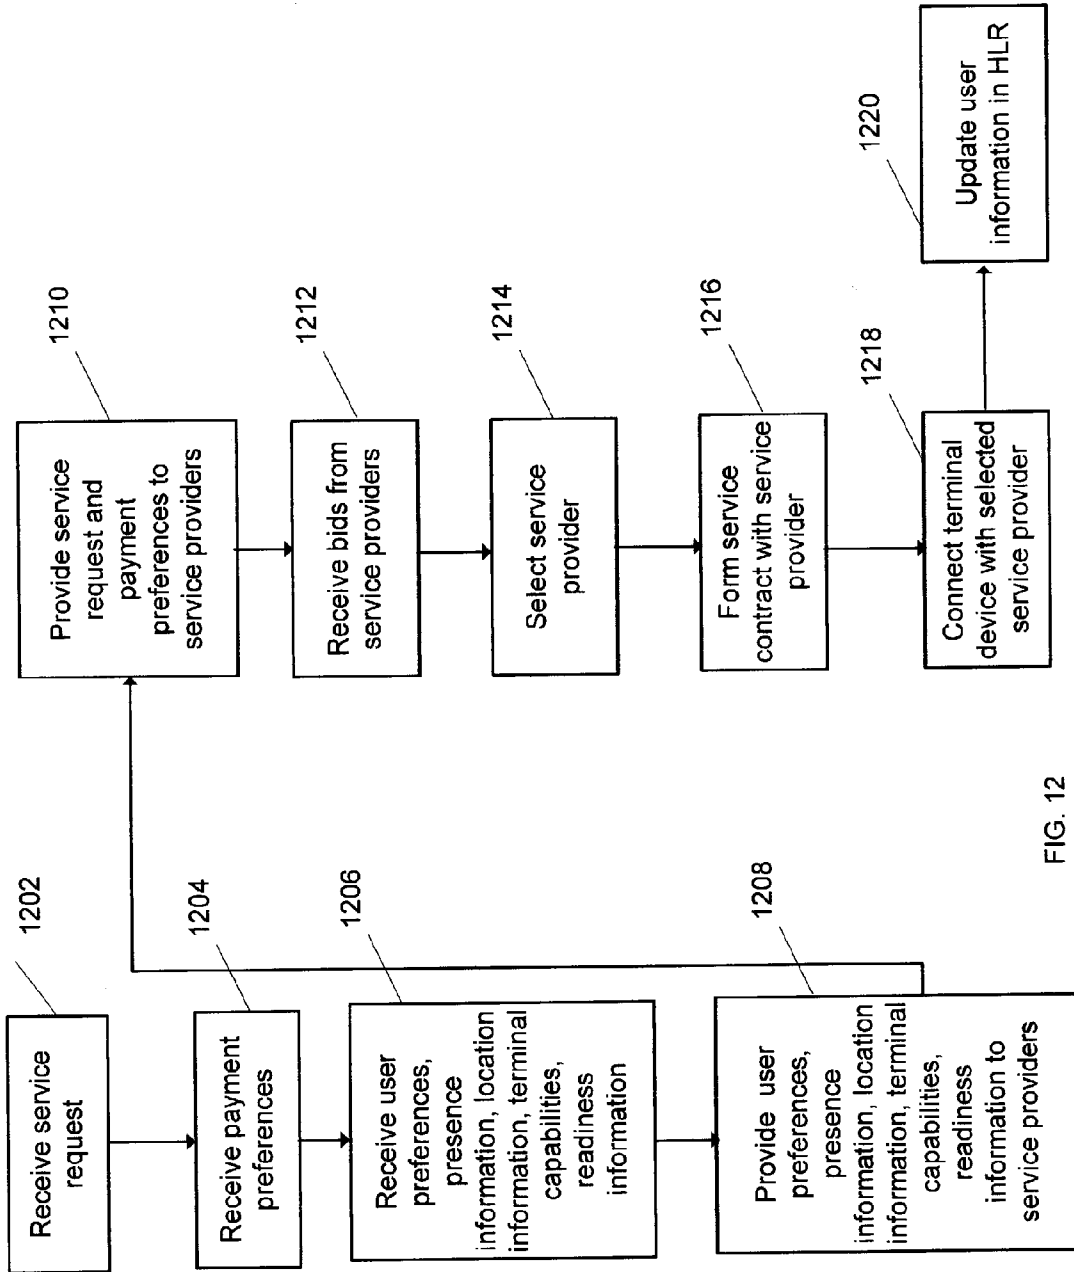 1202
Receive service
request
1204
Receive payment
preferences
1206
Receive user
preferences,
presence
information, location
information, terminal
capabilities,
readiness
information
1208
Provide user
preferences,
presence
information, location
information, terminal
capabilities,
readiness
information to
service providers
1210
Provide service
request and
payment
preferences to
service providers
1212
Receive bids from
service providers
1214
Select service
provider
1216
Form service
contract with service
provider
1218
Connect terminal
device with selected
service provider
1220
Update user
information in HLR
FIG. 12